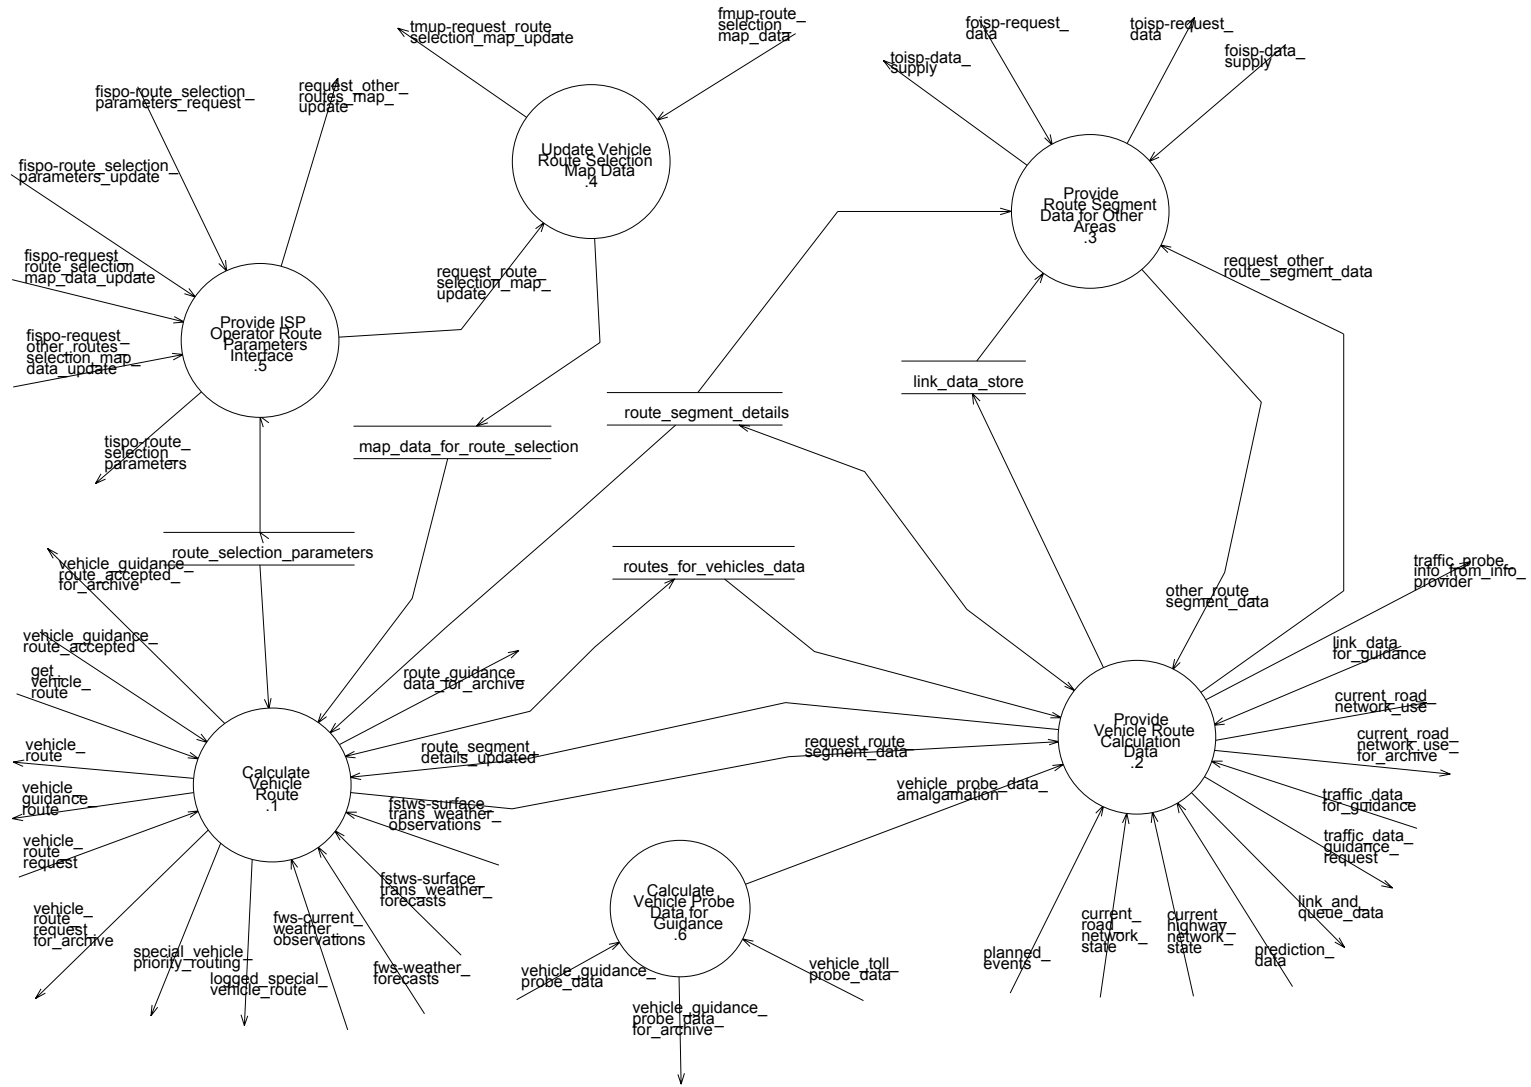 tmup-request_route_
selection_map_update
fmup-route_
selection
map_data_
foisp-request_
data
toisp-request_
data
toisp-data_
supply
foisp-data_
supply
fispo-route_selection_
parameters_request
request_other_
routes_map_
update
fispo-route_selection_
parameters_update
Update Vehicle
Route Selection
Map Data
.4
Provide
Route Segment
Data for Other
Areas
.3
fispo-request_
route_selection_
map_data_update
request_route_
selection_map_
update
request_other_
route_segment_data
Provide ISP
Operator Route
Parameters
Interface
.5
fispo-request_
other_routes_
selection_map_
data_update
link_data_store
route_segment_details
tispo-route_
selection_
parameters
map_data_for_route_selection
route_selection_parameters
vehicle_guidance_
route_accepted_
for_archive
routes_for_vehicles_data
traffic_probe_
info_from_info_
provider
other_route_
segment_data
vehicle_guidance_
route_accepted
get_
vehicle_
route
route_guidance_
data_for_archive
link_data_
for_guidance
current_road_
network_use
vehicle_
route
route_segment_
details_updated
request_route_
segment_data
Provide
Vehicle Route
Calculation
Data
.2
current_road_
network_use_
for_archive
Calculate
Vehicle
Route
.1
vehicle_
guidance_
route
vehicle_probe_data_
amalgamation
traffic_data_
for_guidance
fstws-surface_
trans_weather_
observations
vehicle_
route_
request
traffic_data_
guidance_
request
fstws-surface_
trans_weather_
forecasts
Calculate
Vehicle Probe
Data for
Guidance
.6
vehicle_
route_
request_
for_archive
fws-current_
weather_
observations
link_and_
queue_data
current_
road_
network_
state
current_
highway_
network_
state
special_vehicle_
priority_routing_
planned_
events
prediction_
data
fws-weather_
forecasts
logged_special_
vehicle_route
vehicle_guidance_
probe_data
vehicle_toll_
probe_data
vehicle_guidance_
probe_data_
for_archive